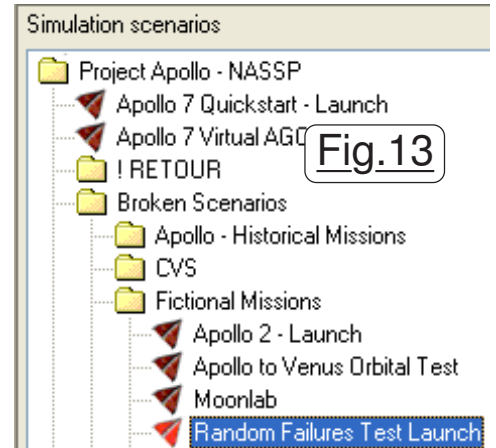 Simulation scenarios
Project Apollo - NASSP
Apollo 7 Quickstart - Launch
Apollo 7 Virtual AGC
Fig.13
! RETOUR
Broken Scenarios
Apollo - Historical Missions
CVS
Fictional Missions
Apollo 2 - Launch
Apollo to Venus Orbital Test
Moonlab
Random Failures Test Launch